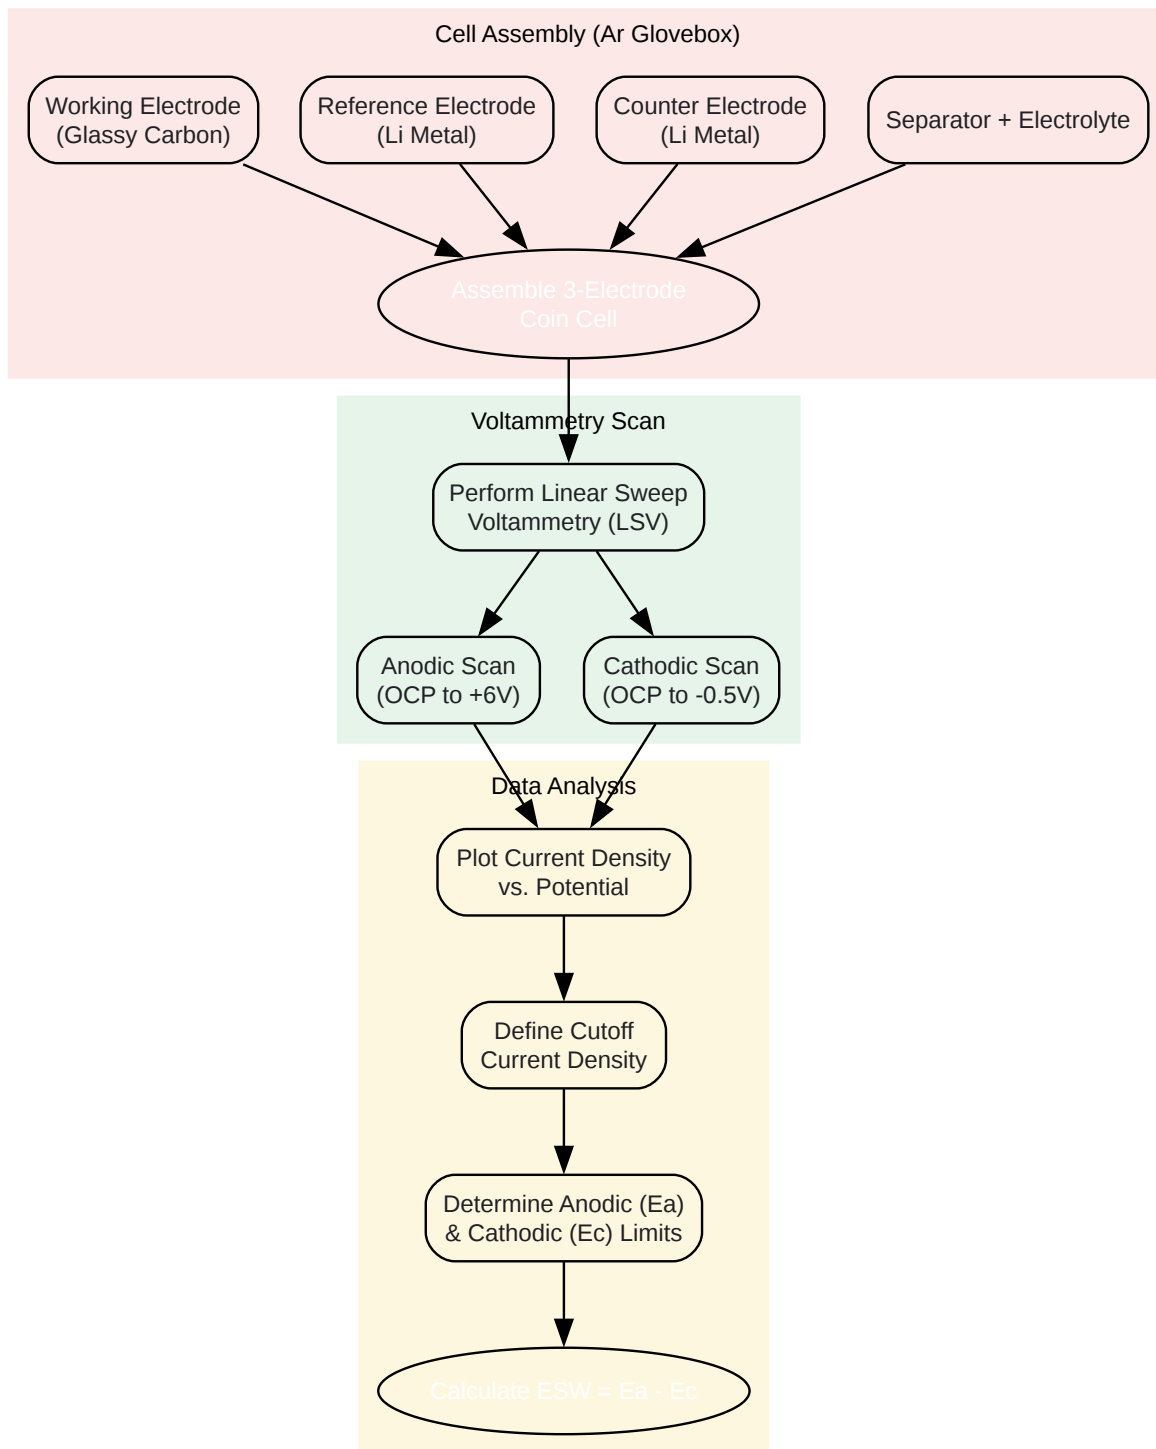 Cell Assembly (Ar Glovebox)
Working Electrode
(Glassy Carbon)
Reference Electrode
(Li Metal)
Counter Electrode
(Li Metal)
Separator + Electrolyte
Assemble 3-Electrode
Coin Cell
Voltammetry Scan
Perform Linear Sweep
Voltammetry (LSV)
Anodic Scan
(OCP to +6V)
Cathodic Scan
(OCP to -0.5V)
Data Analysis
Plot Current Density
vs. Potential
Define Cutoff
Current Density
Determine Anodic (Ea)
& Cathodic (Ec) Limits
Calculate ESW = Ea - Ec